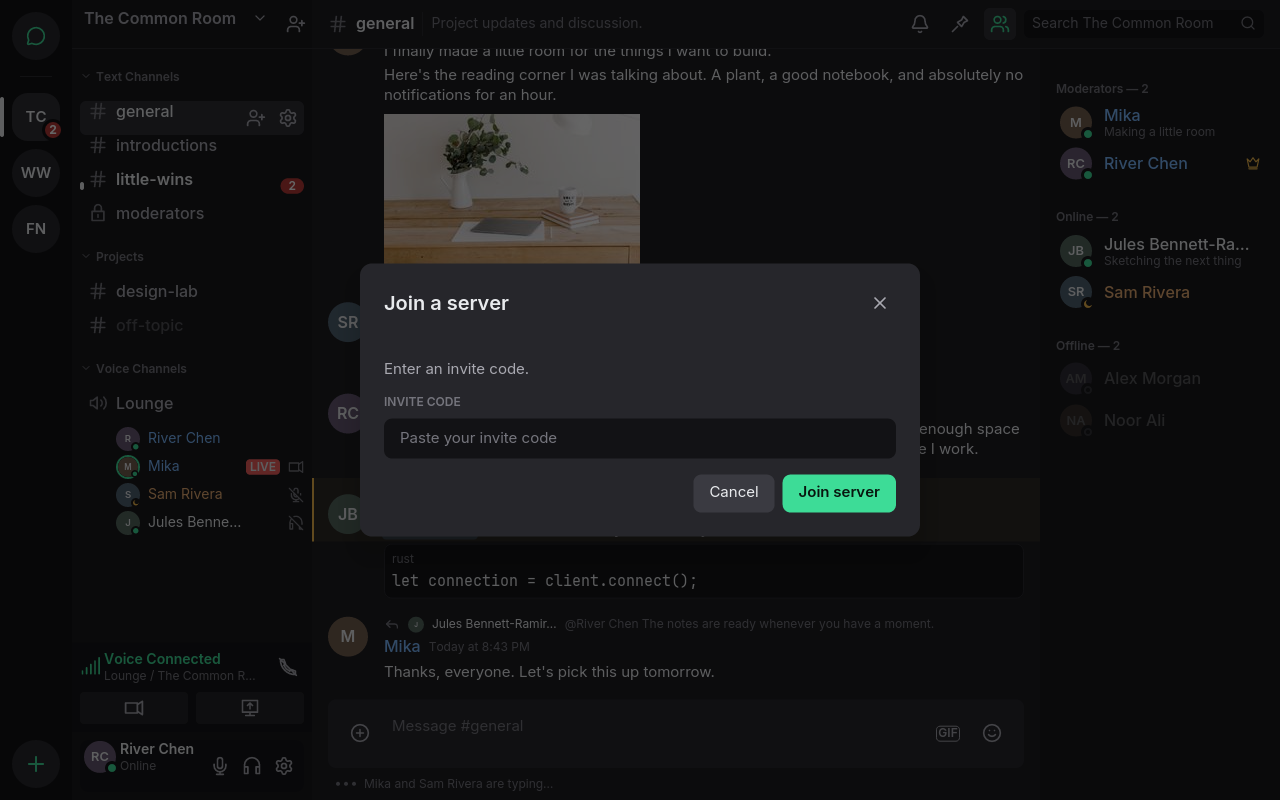 The Common Room
# general
Project updates and discussion.
Search The Common Room
TC
2
WW
FN
Text Channels
# general
# introductions
# little-wins
2
moderators
Projects
# design-lab
# off-topic
Voice Channels
Lounge
R
River Chen
M
Mika
LIVE
S
Sam Rivera
J
Jules Benne...
Voice Connected
Lounge / The Common R...
RC
River Chen
Online
I finally made a little room for the things I want to build.
Here's the reading corner I was talking about. A plant, a good notebook, and absolutely no
notifications for an hour.
SR
RC
enough space
e I work.
JB
Join a server
Enter an invite code.
INVITE CODE
Paste your invite code
Cancel
Join server
rust
let connection = client.connect();
J
Jules Bennett-Ramir...
@River Chen The notes are ready whenever you have a moment.
M
Mika
Today at 8:43 PM
Thanks, everyone. Let's pick this up tomorrow.
Message #general
GIF
Mika and Sam Rivera are typing...
Moderators — 2
M
Mika
Making a little room
RC
River Chen
Online — 2
JB
Jules Bennett-Ra...
Sketching the next thing
SR
Sam Rivera
Offline — 2
AM
Alex Morgan
NA
Noor Ali